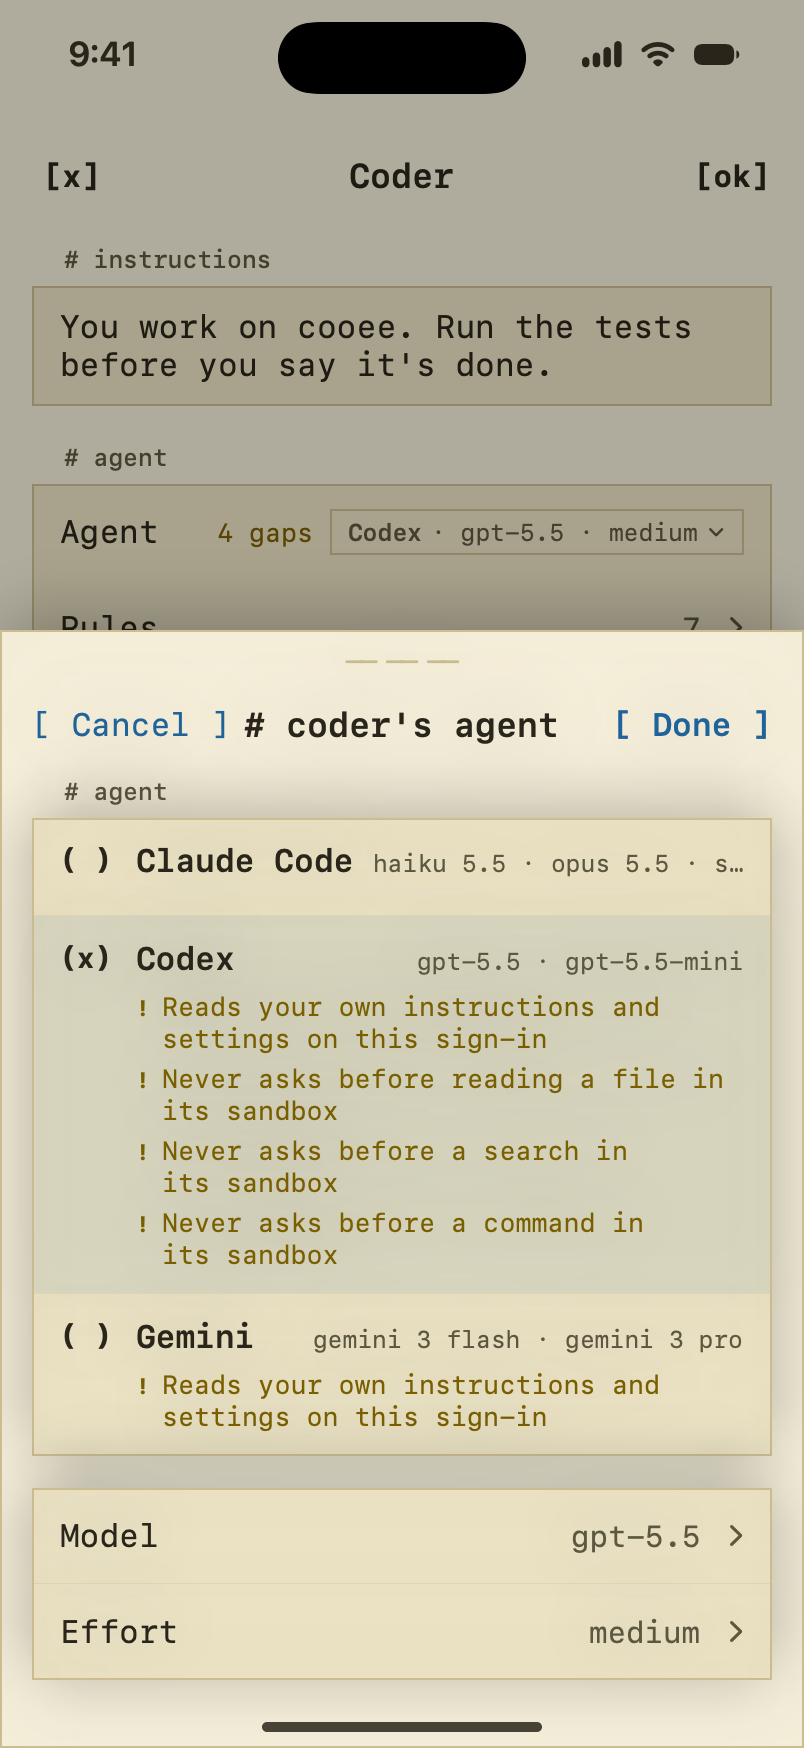 9:41
[x] Coder [ok]
# instructions
You work on cooee. Run the tests
before you say it's done.
# agent
Agent 4 gaps Codex · gpt-5.5 · medium
Rules 7 >
[ Cancel ] # coder's agent [ Done ]
# agent
( ) Claude Code haiku 5.5 · opus 5.5 · s…
(x) Codex gpt-5.5 · gpt-5.5-mini
! Reads your own instructions and
settings on this sign-in
! Never asks before reading a file in
its sandbox
! Never asks before a search in
its sandbox
! Never asks before a command in
its sandbox
( ) Gemini gemini 3 flash · gemini 3 pro
! Reads your own instructions and
settings on this sign-in
Model gpt-5.5 >
Effort medium >